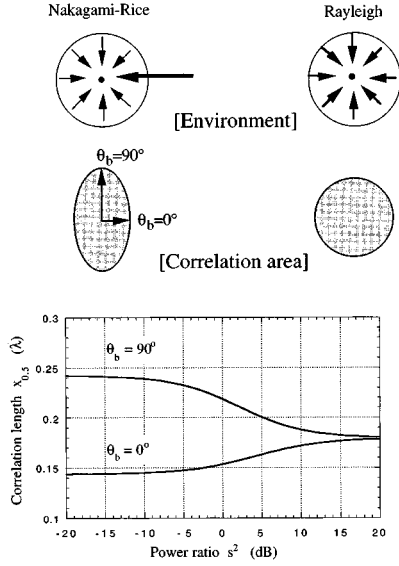 Nakagami-Rice Rayleigh
[Environment]
θb=90°
θb=0°
[Correlation area]
0.3
0.25
0.2
0.15
0.1
Correlation length x0.5 (λ)
θb = 90°
θb = 0°
-20 -15 -10 -5 0 5 10 15 20
Power ratio s² (dB)